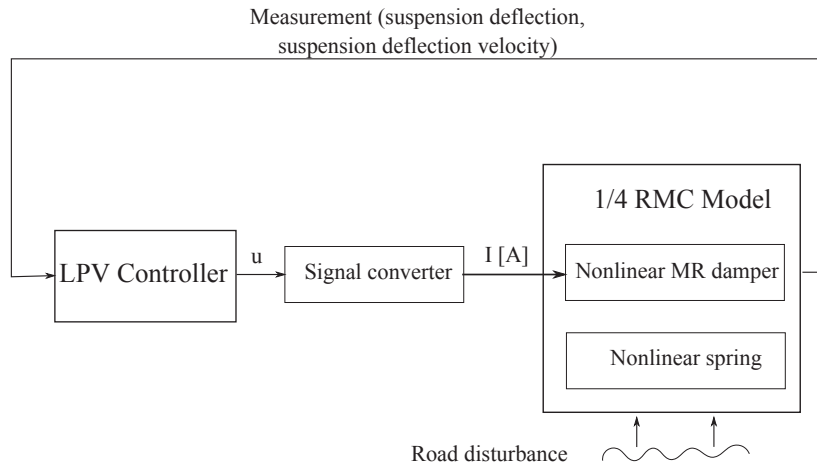 Measurement (suspension deflection,
suspension deflection velocity)
1/4 RMC Model
LPV Controller
u
Signal converter
I [A]
Nonlinear MR damper
Nonlinear spring
Road disturbance